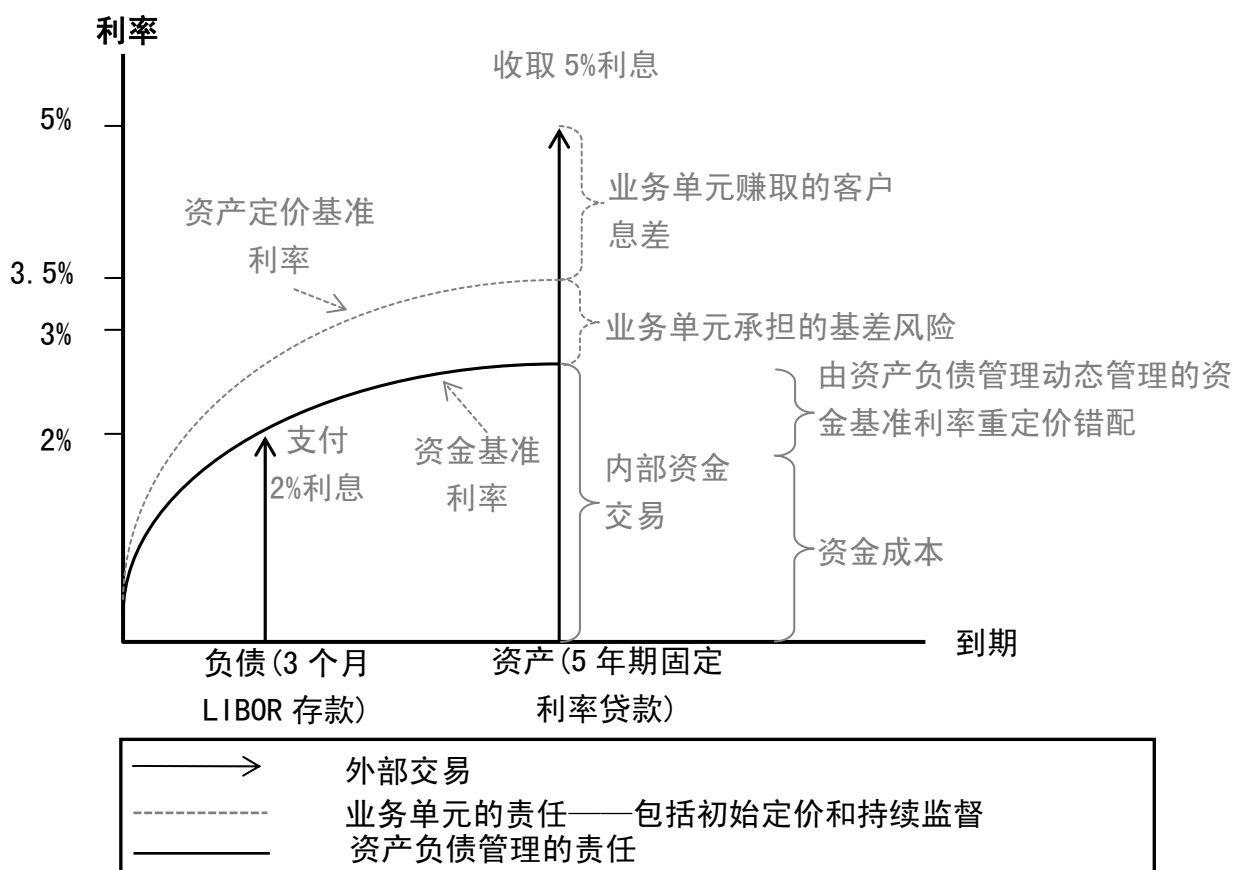 利率
收取 5%利息
5%
业务单元赚取的客户
息差
资产定价基准
利率
3.5%
3%
业务单元承担的基差风险
由资产负债管理动态管理的资
金基准利率重定价错配
2%
支付
2%利息
资金基准
利率
内部资金
交易
资金成本
到期
负债(3 个月
LIBOR 存款)
资产(5 年期固定
利率贷款)
外部交易
业务单元的责任——包括初始定价和持续监督
资产负债管理的责任